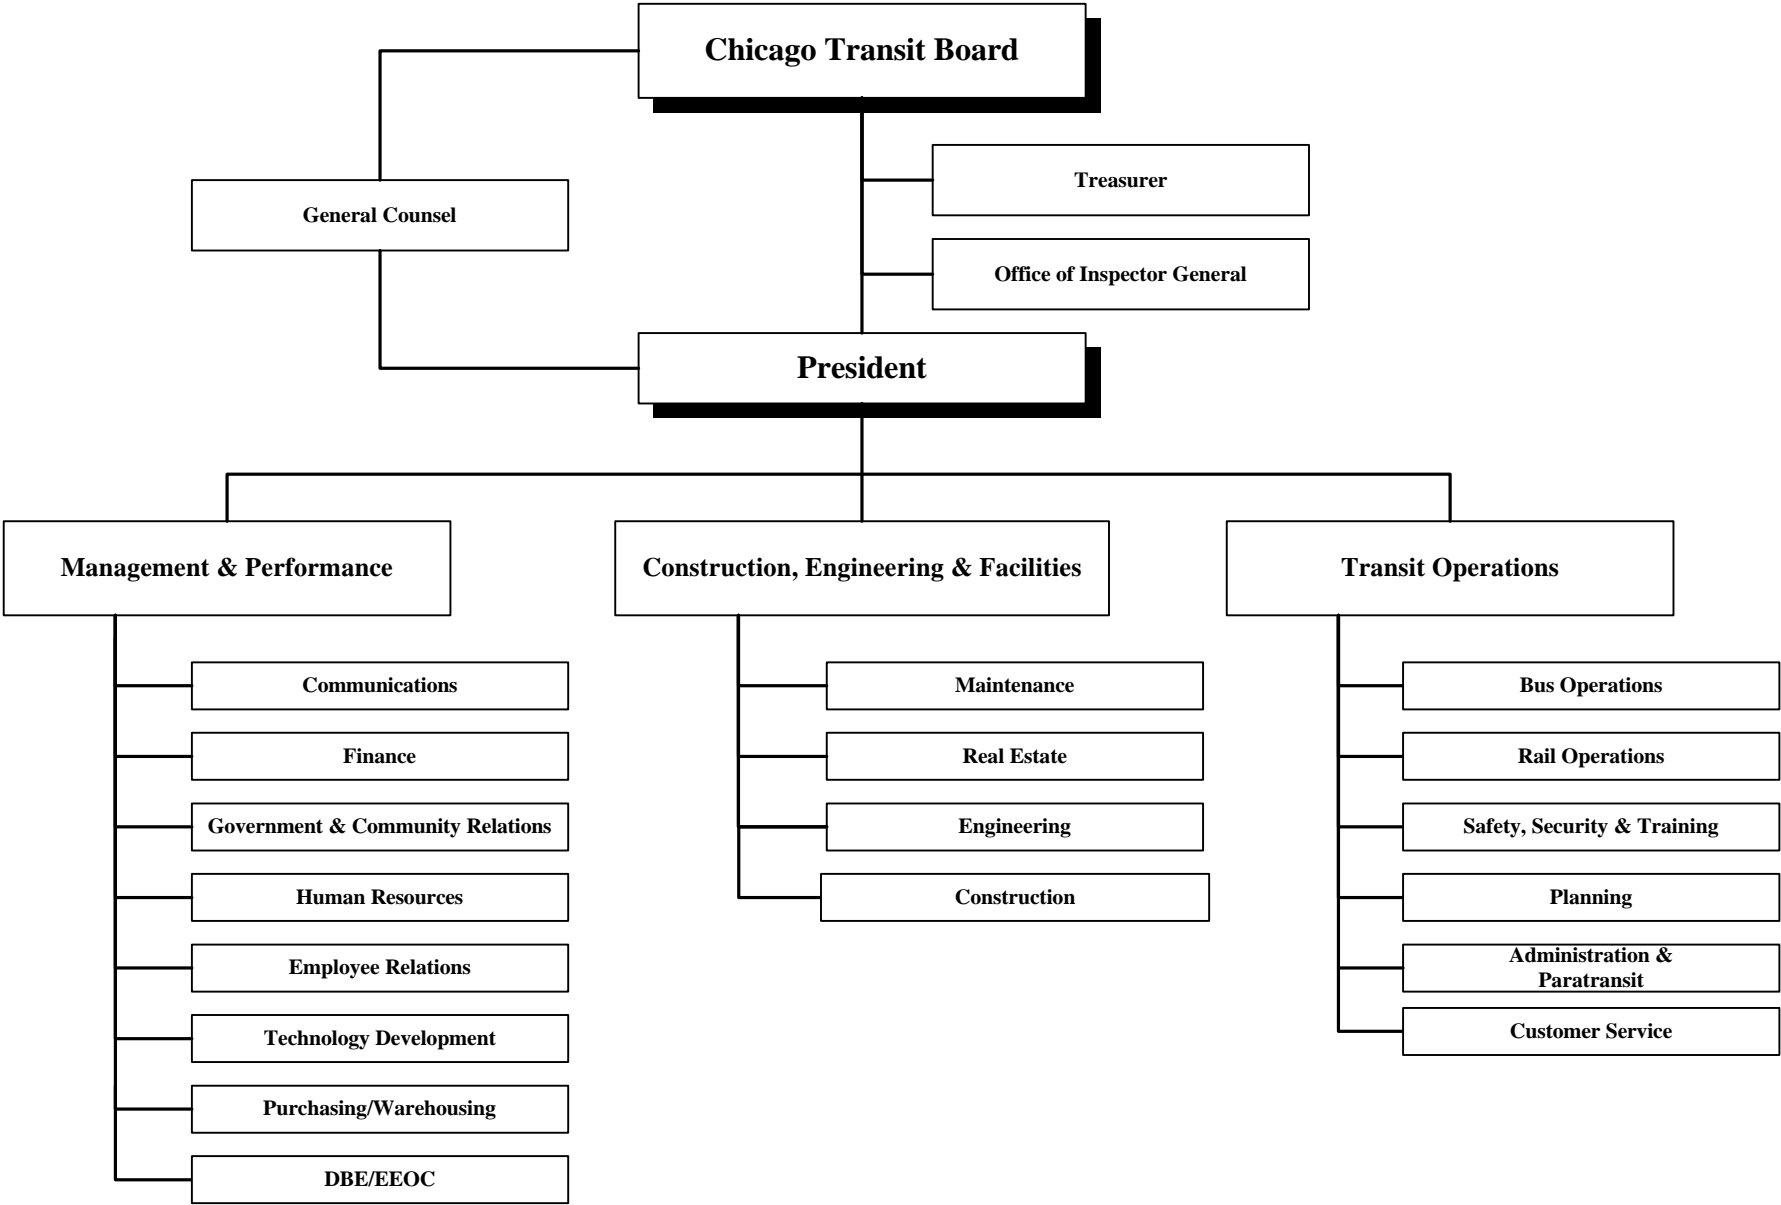 Chicago Transit Board
Treasurer
General Counsel
Office of Inspector General
President
Management & Performance
Construction, Engineering & Facilities
Transit Operations
Communications
Finance
Government & Community Relations
Human Resources
Employee Relations
Technology Development
Purchasing/Warehousing
DBE/EEOC
Maintenance
Real Estate
Engineering
Construction
Bus Operations
Rail Operations
Safety, Security & Training
Planning
Administration &
Paratransit
Customer Service